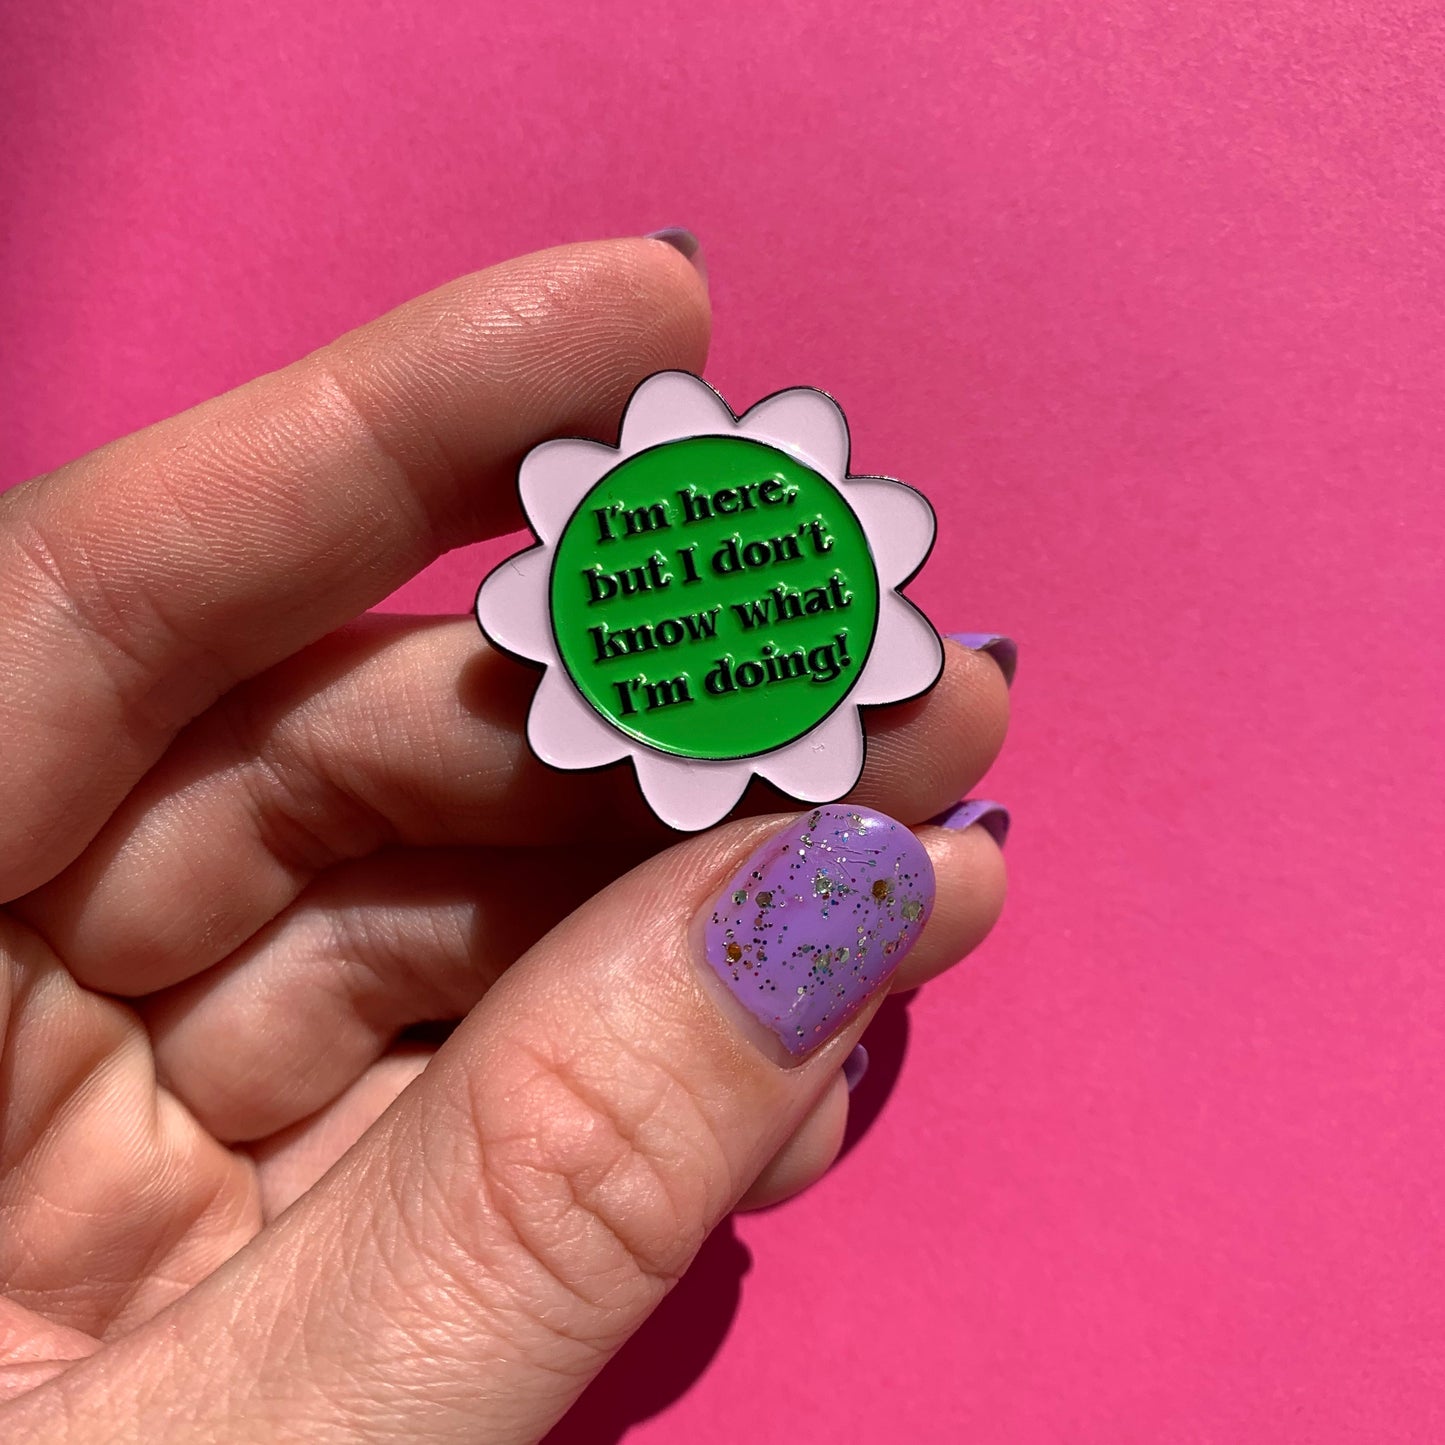 I'm here,
but I don't
know what
I'm doing!